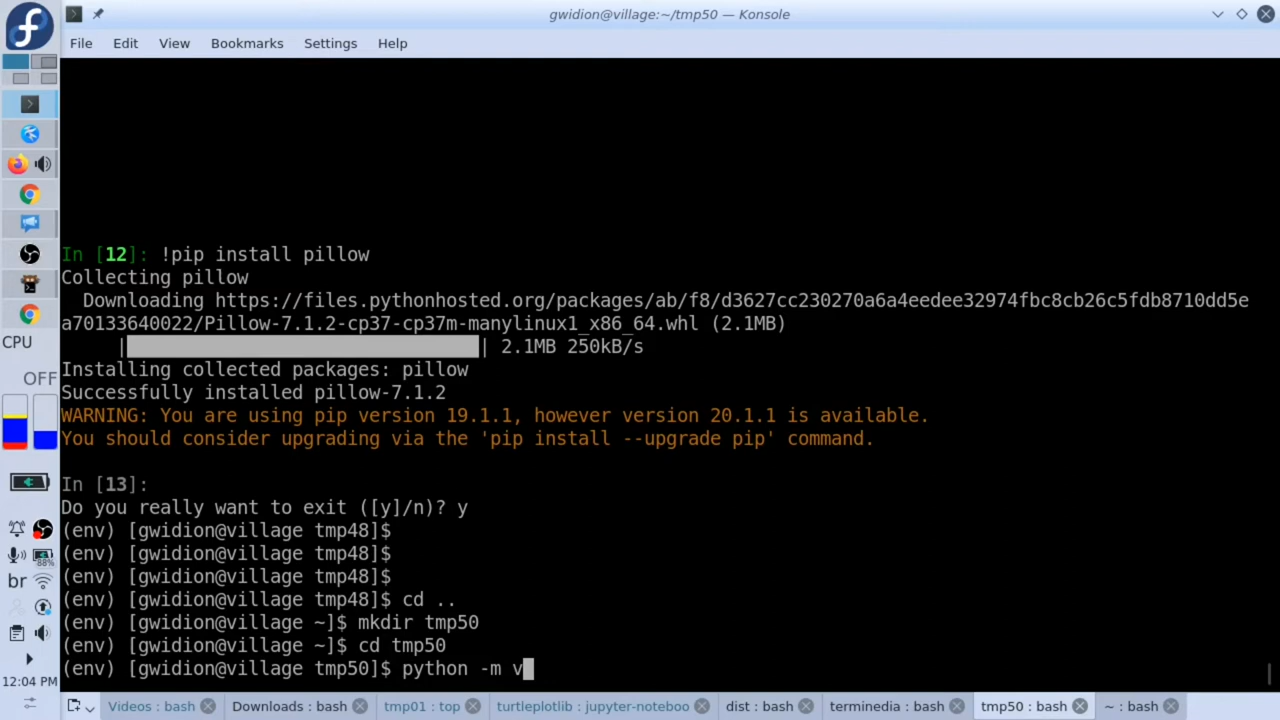 gwidion@village:~/tmp50 — Konsole
File Edit View Bookmarks Settings Help
In [12]: !pip install pillow
Collecting pillow
  Downloading https://files.pythonhosted.org/packages/ab/f8/d3627cc230270a6a4eedee32974fbc8cb26c5fdb8710dd5e
a70133640022/Pillow-7.1.2-cp37-cp37m-manylinux1_x86_64.whl (2.1MB)
| | 2.1MB 250kB/s
Installing collected packages: pillow
Successfully installed pillow-7.1.2
WARNING: You are using pip version 19.1.1, however version 20.1.1 is available.
You should consider upgrading via the 'pip install --upgrade pip' command.
In [13]:
Do you really want to exit ([y]/n)? y
(env) [gwidion@village tmp48]$
(env) [gwidion@village tmp48]$
(env) [gwidion@village tmp48]$
(env) [gwidion@village tmp48]$ cd ..
(env) [gwidion@village ~]$ mkdir tmp50
(env) [gwidion@village ~]$ cd tmp50
(env) [gwidion@village tmp50]$ python -m v
CPU
OFF
88%
br
12:04 PM
Videos : bash
Downloads : bash
tmp01 : top
turtleplotlib : jupyter-noteboo
dist : bash
terminedia : bash
tmp50 : bash
~ : bash